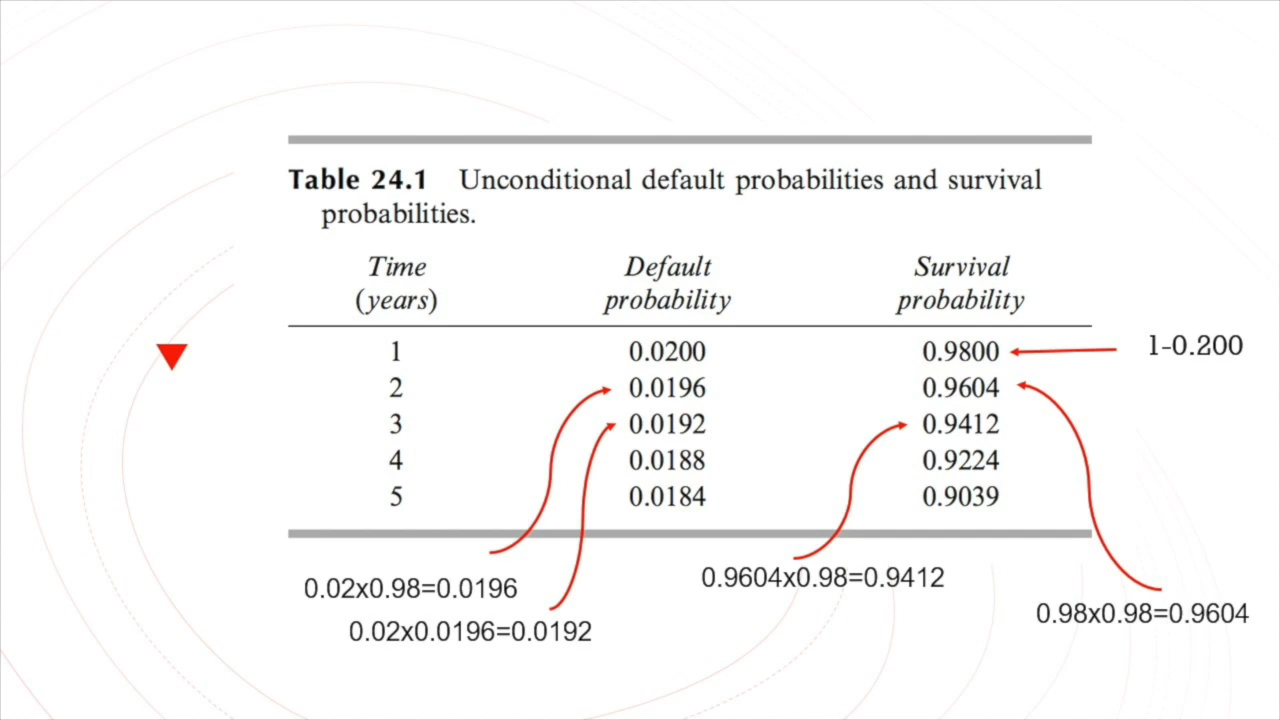 Table 24.1 Unconditional default probabilities and survival
probabilities.
Time Default Survival
(years) probability probability
1 0.0200 0.9800 1-0.200
2 0.0196 0.9604
3 0.0192 0.9412
4 0.0188 0.9224
5 0.0184 0.9039
0.02x0.98=0.0196 0.9604x0.98=0.9412
0.02x0.0196=0.0192 0.98x0.98=0.9604